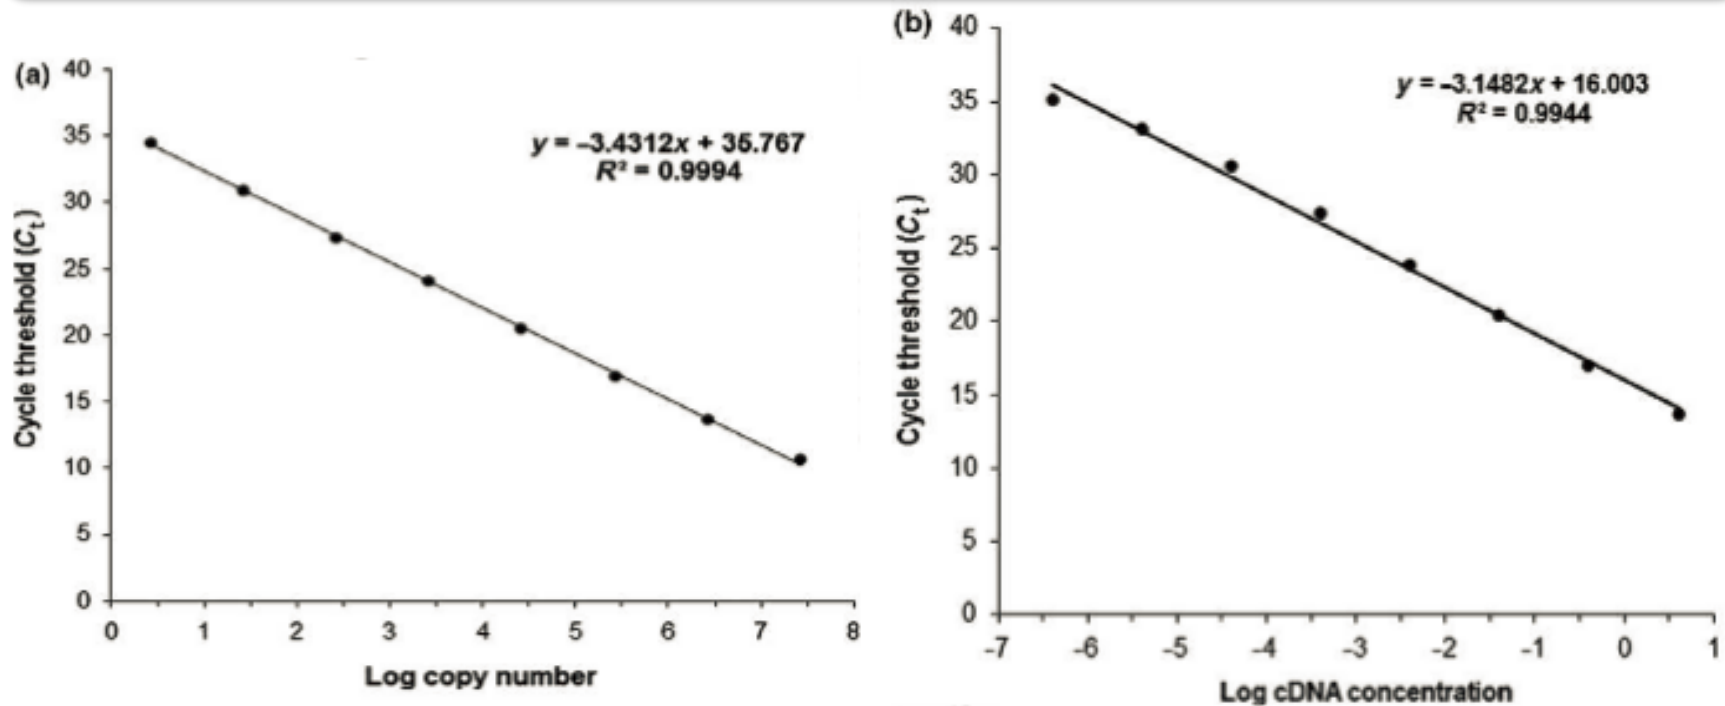 (a)
40
35
30
25
20
15
10
5
0
Cycle threshold (Ct)
y = –3.4312x + 35.767
R² = 0.9994
0 1 2 3 4 5 6 7 8
Log copy number
(b)
40
35
30
25
20
15
10
5
0
Cycle threshold (Ct)
y = –3.1482x + 16.003
R² = 0.9944
–7 –6 –5 –4 –3 –2 –1 0 1
Log cDNA concentration